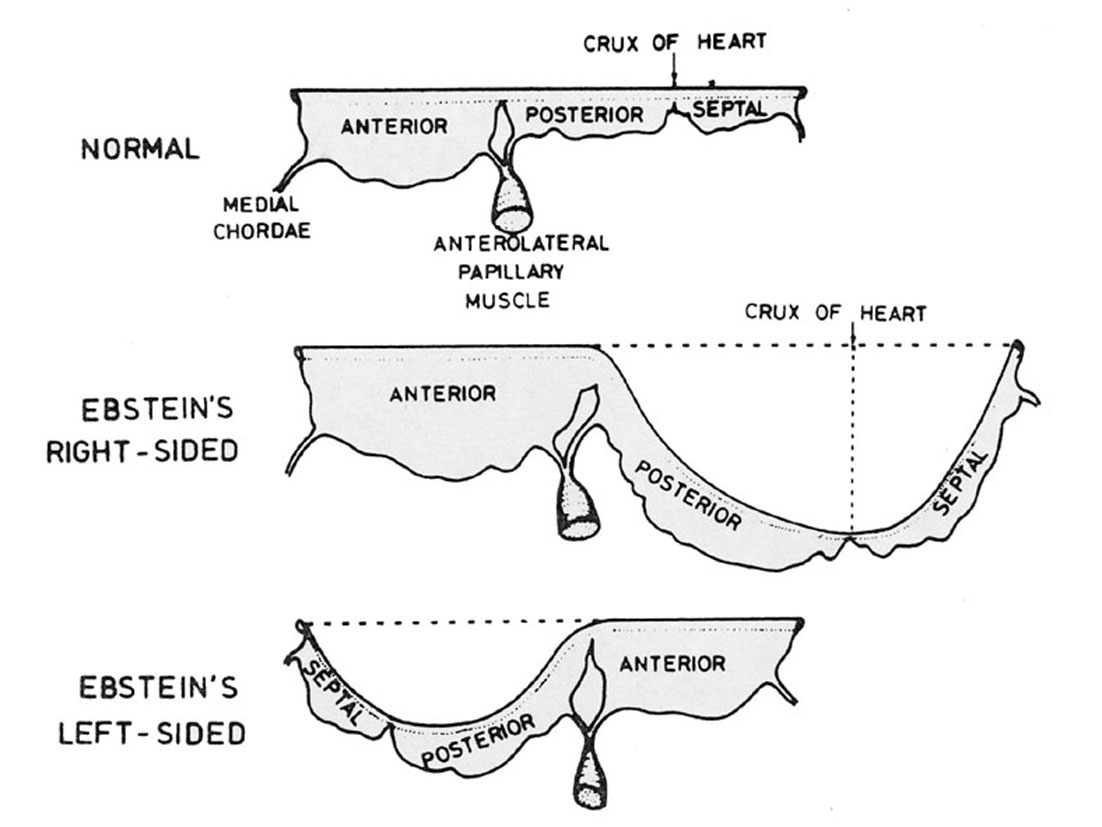 CRUX OF HEART
NORMAL
ANTERIOR
POSTERIOR
SEPTAL
MEDIAL
CHORDAE
ANTEROLATERAL
PAPILLARY
MUSCLE
CRUX OF HEART
EBSTEIN'S
RIGHT-SIDED
ANTERIOR
POSTERIOR
SEPTAL
EBSTEIN'S
LEFT-SIDED
SEPTAL
POSTERIOR
ANTERIOR